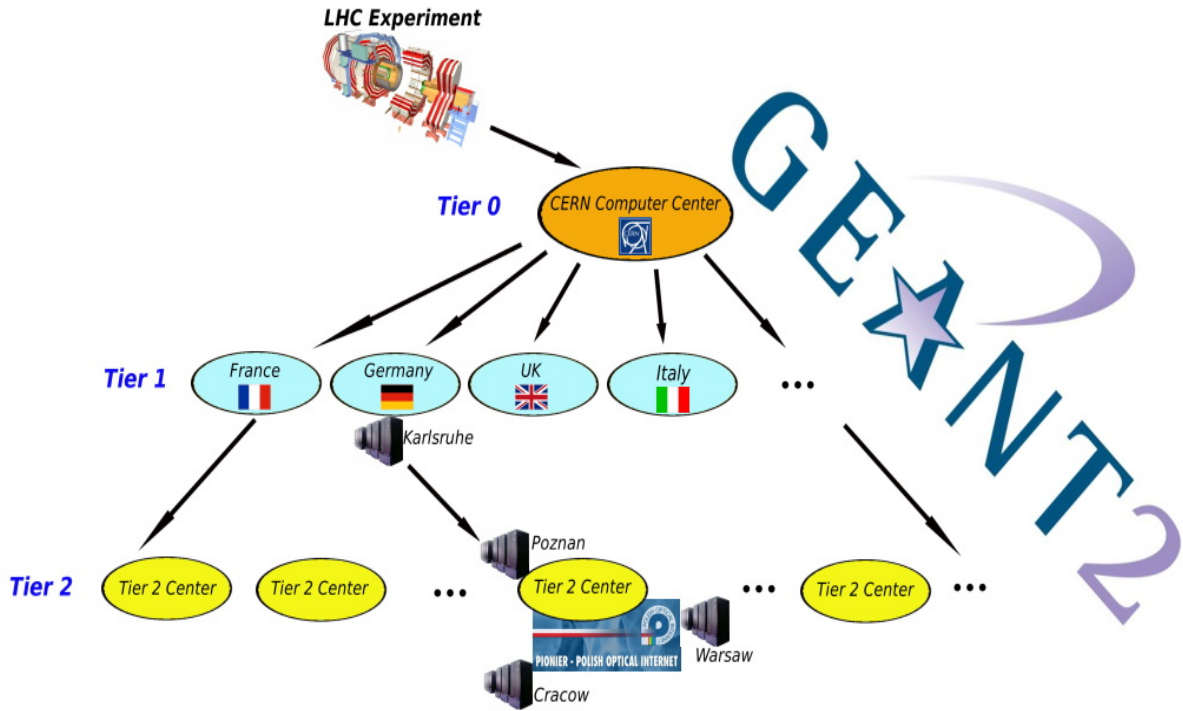 LHC Experiment
Tier 0
CERN Computer Center
CERN
GEANT2
Tier 1
France
Germany
UK
Italy
...
Karlsruhe
Poznan
Tier 2
Tier 2 Center
Tier 2 Center
...
Tier 2 Center
...
Tier 2 Center
...
PIONIER - POLISH OPTICAL INTERNET
Warsaw
Cracow